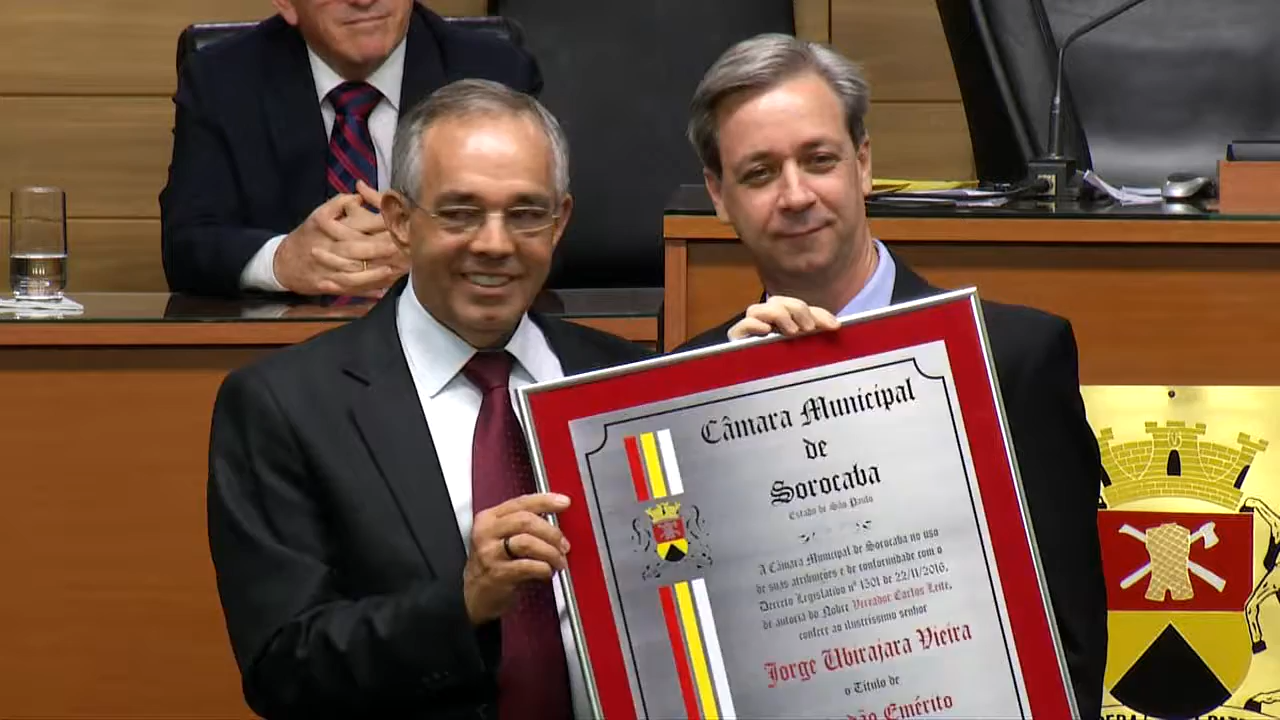 Câmara Municipal
de
Sorocaba
Estado de São Paulo
A Câmara Municipal de Sorocaba no uso
de suas atribuições e de conformidade com o
Decreto Legislativo nº 1501 de 22/11/2016,
de autoria do Nobre Vereador Carlos Leite,
confere ao ilustríssimo senhor
Jorge Ubirajara Vieira
o Título de
Emérito